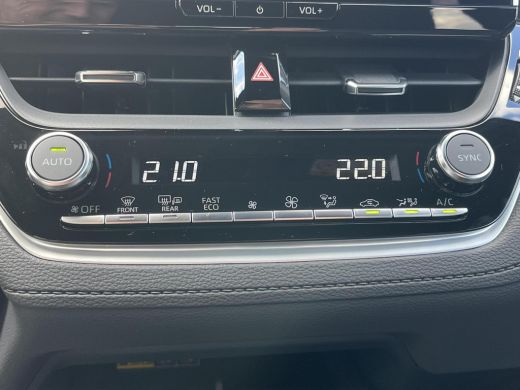 VOL− VOL+
AUTO 21.0 22.0 SYNC
OFF FRONT REAR FAST ECO A/C